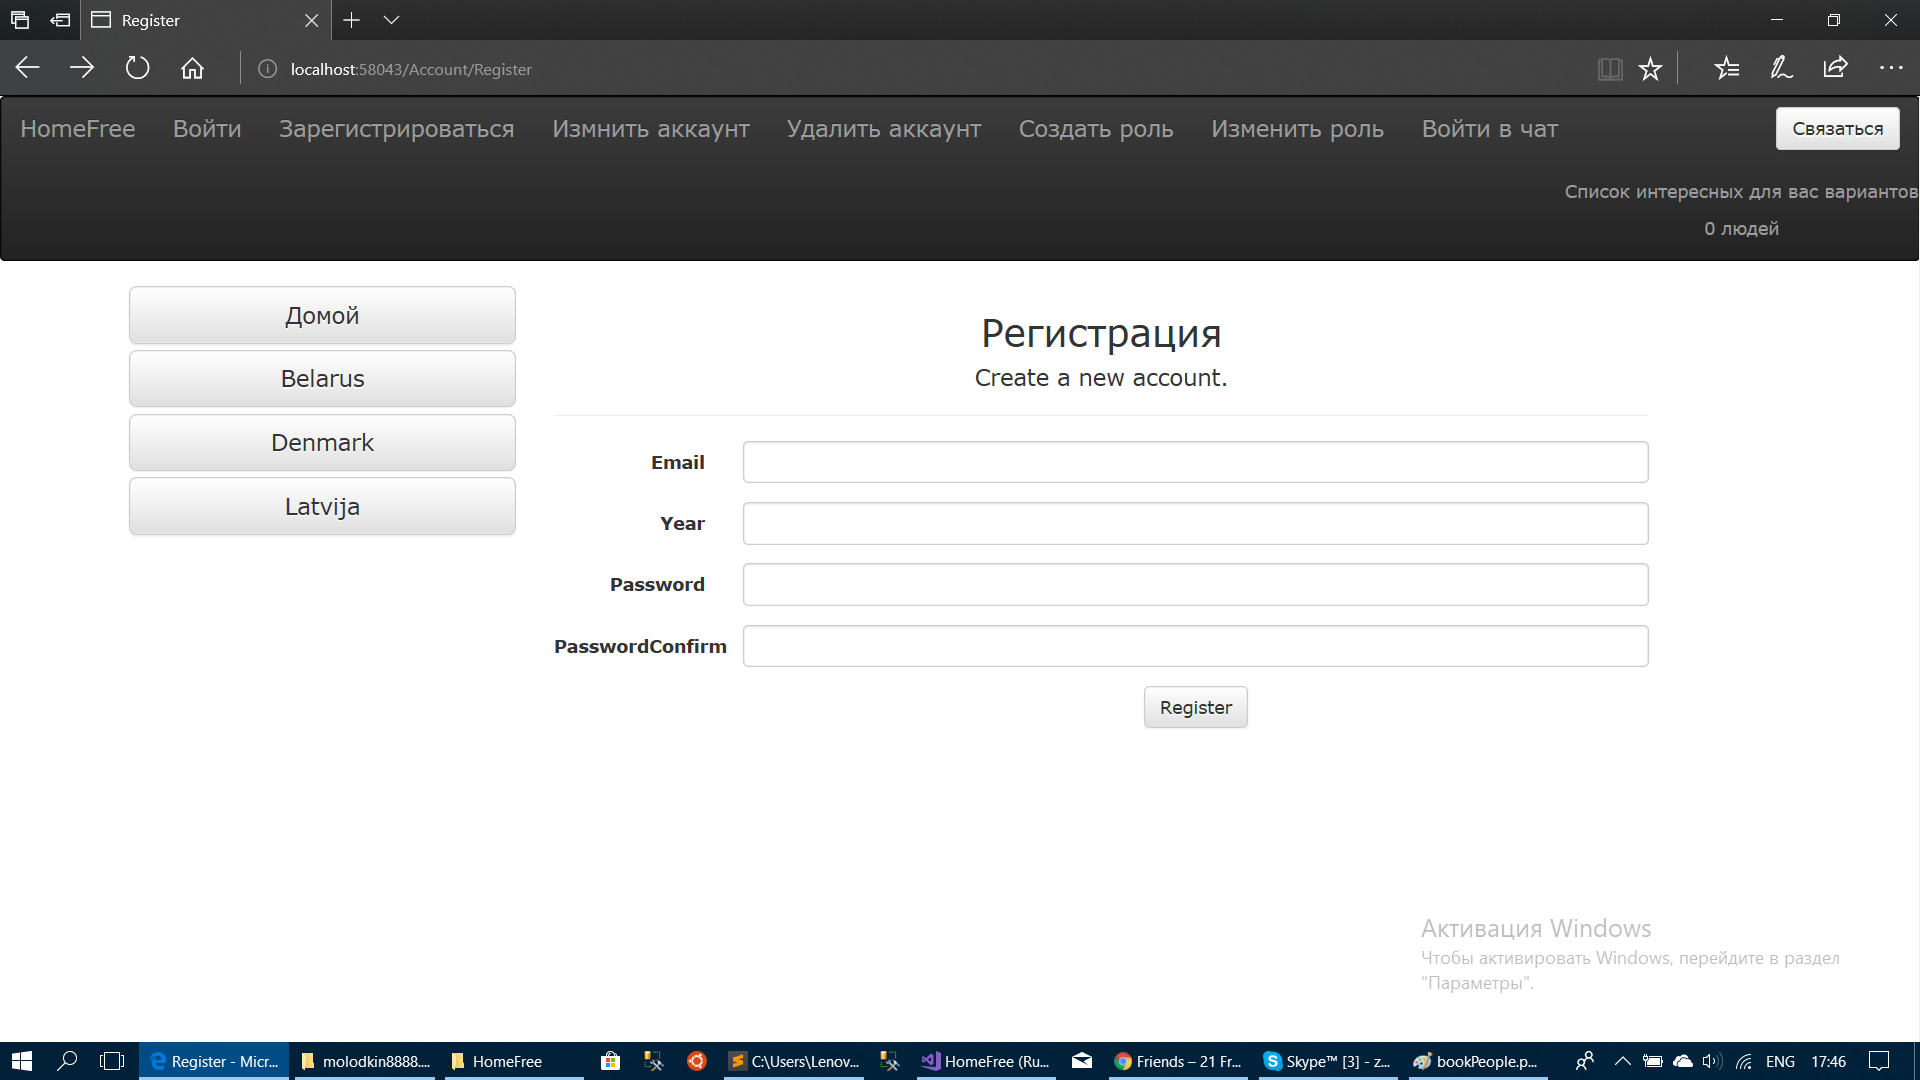 Register
localhost:58043/Account/Register
HomeFree Войти Зарегистрироваться Измнить аккаунт Удалить аккаунт Создать роль Изменить роль Войти в чат Связаться
Список интересных для вас вариантов
0 людей
Домой
Belarus
Denmark
Latvija
Регистрация
Create a new account.
Email
Year
Password
PasswordConfirm
Register
Активация Windows
Чтобы активировать Windows, перейдите в раздел
"Параметры".
Register - Micr... molodkin8888.... HomeFree C:\Users\Lenov... HomeFree (Ru... Friends – 21 Fr... Skype™ [3] - z... bookPeople.p... ENG 17:46